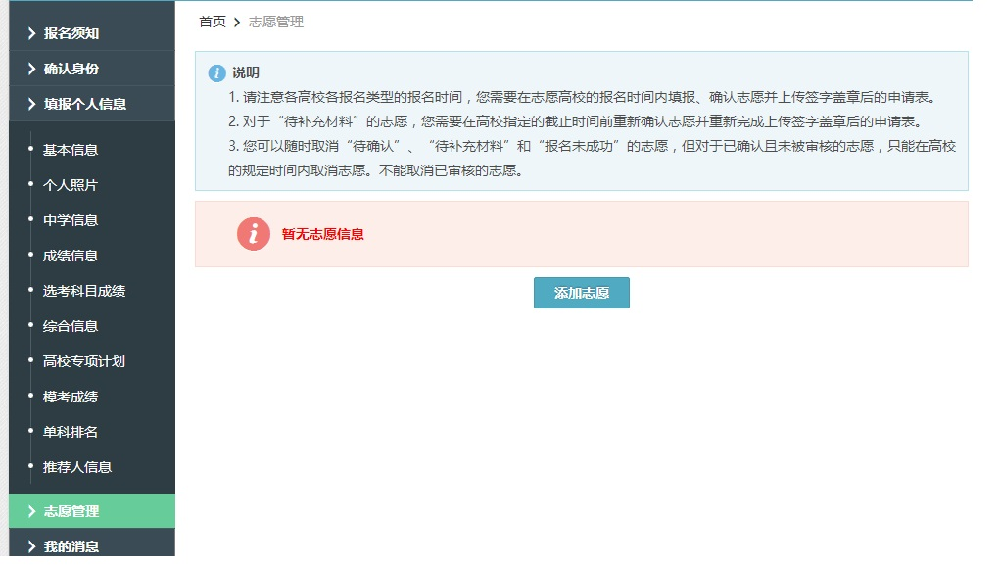 报名须知
确认身份
填报个人信息
基本信息
个人照片
中学信息
成绩信息
选考科目成绩
综合信息
高校专项计划
模考成绩
单科排名
推荐人信息
志愿管理
我的消息
首页 > 志愿管理
说明
1. 请注意各高校各报名类型的报名时间，您需要在志愿高校的报名时间内填报、确认志愿并上传签字盖章后的申请表。
2. 对于“待补充材料”的志愿，您需要在高校指定的截止时间前重新确认志愿并重新完成上传签字盖章后的申请表。
3. 您可以随时取消“待确认”、“待补充材料”和“报名未成功”的志愿，但对于已确认且未被审核的志愿，只能在高校
的规定时间内取消志愿。不能取消已审核的志愿。
暂无志愿信息
添加志愿